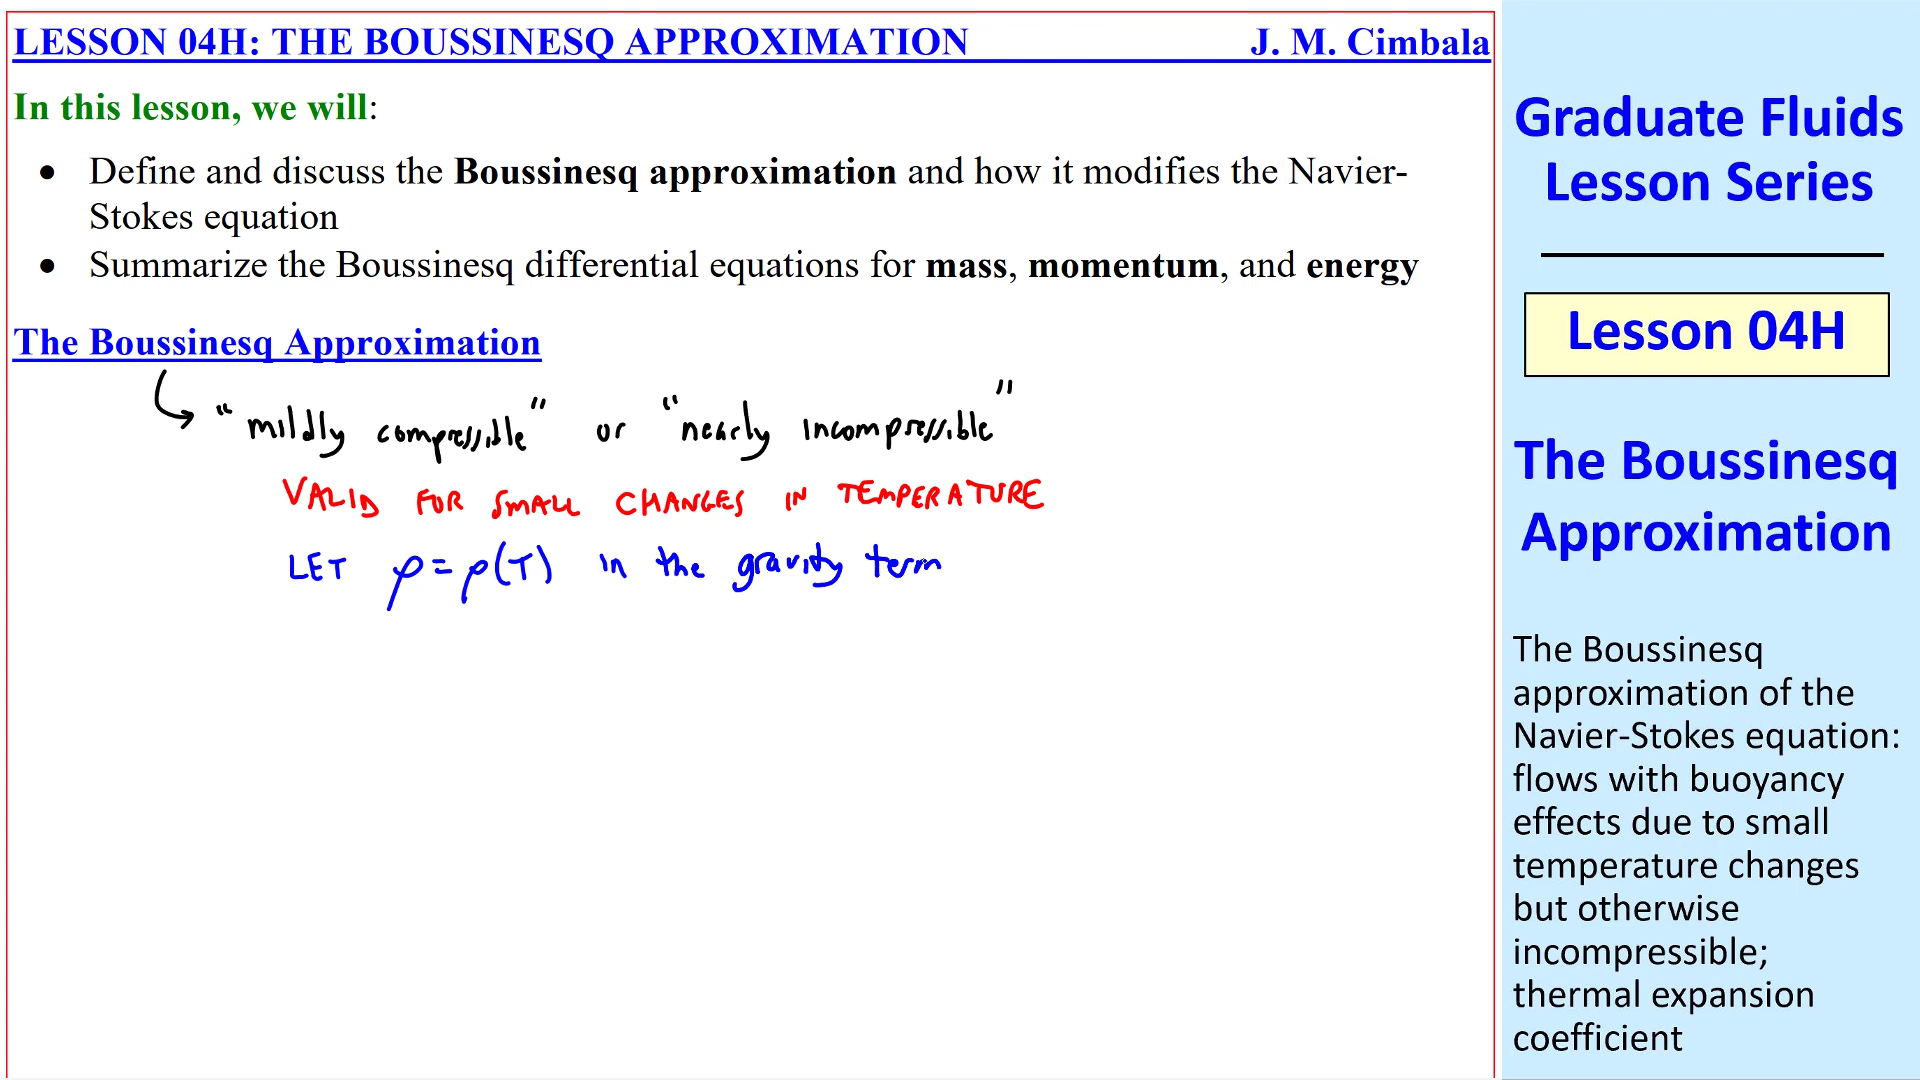 LESSON 04H: THE BOUSSINESQ APPROXIMATION J. M. Cimbala
In this lesson, we will:
• Define and discuss the Boussinesq approximation and how it modifies the Navier-
Stokes equation
• Summarize the Boussinesq differential equations for mass, momentum, and energy
The Boussinesq Approximation
"mildly compressible" or "nearly incompressible"
VALID FOR SMALL CHANGES IN TEMPERATURE
LET ρ = ρ(T) in the gravity term
Graduate Fluids
Lesson Series
Lesson 04H
The Boussinesq
Approximation
The Boussinesq
approximation of the
Navier-Stokes equation:
flows with buoyancy
effects due to small
temperature changes
but otherwise
incompressible;
thermal expansion
coefficient